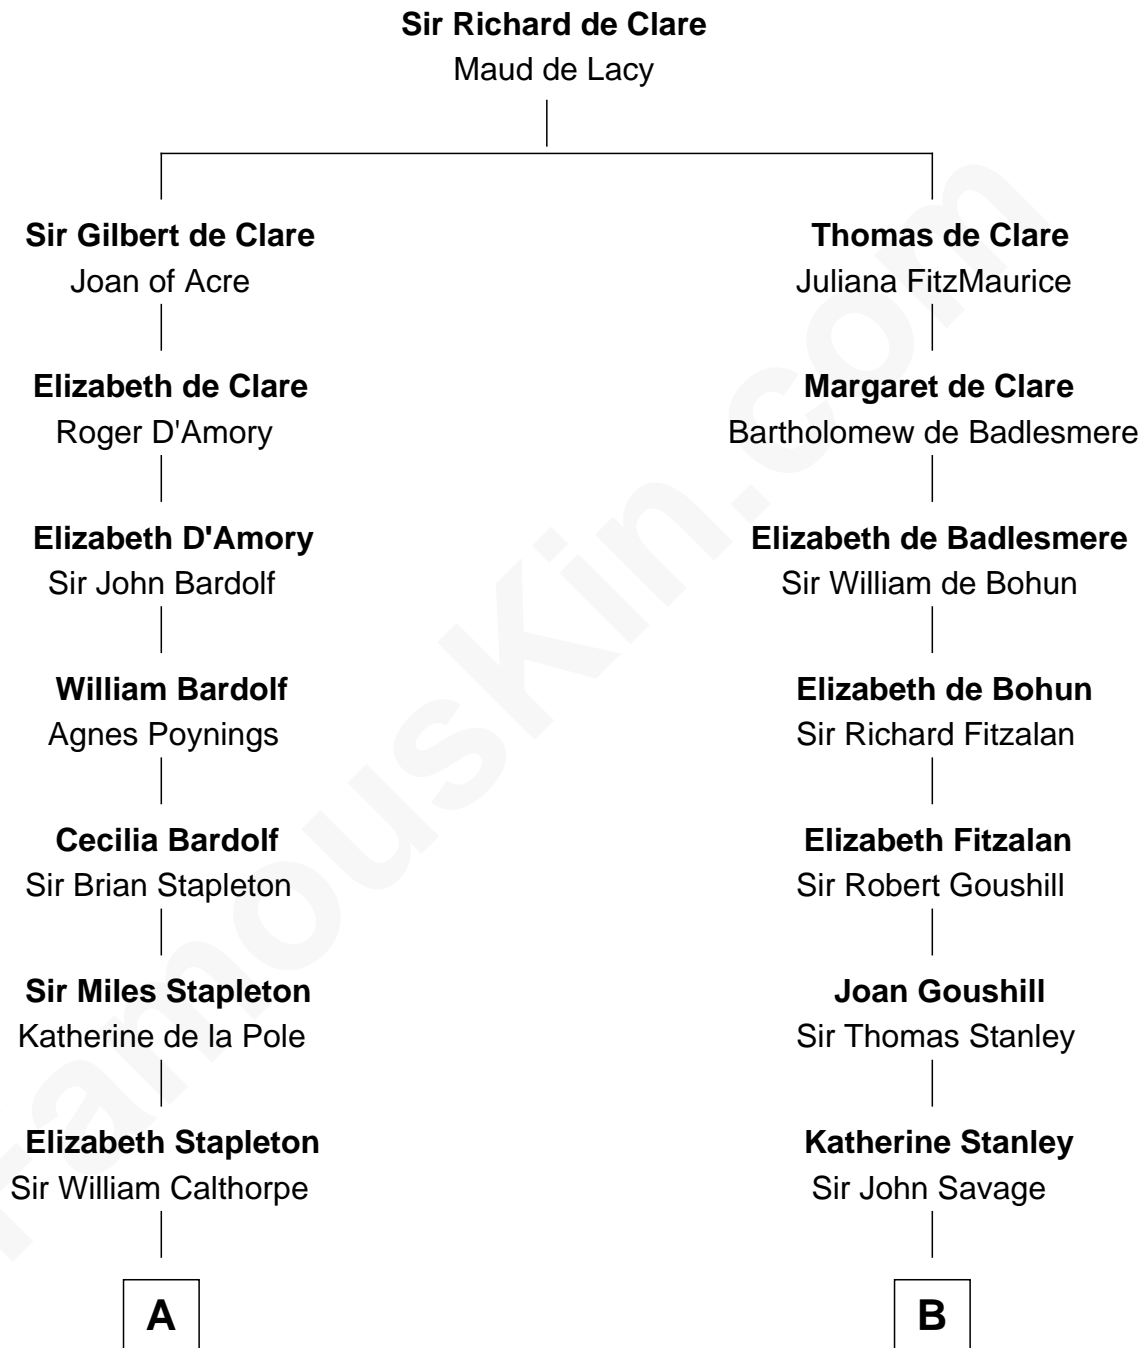 Sir Richard de Clare
Maud de Lacy
Sir Gilbert de Clare
Joan of Acre
Elizabeth de Clare
Roger D'Amory
Elizabeth D'Amory
Sir John Bardolf
William Bardolf
Agnes Poynings
Cecilia Bardolf
Sir Brian Stapleton
Sir Miles Stapleton
Katherine de la Pole
Elizabeth Stapleton
Sir William Calthorpe
A
Thomas de Clare
Juliana FitzMaurice
Margaret de Clare
Bartholomew de Badlesmere
Elizabeth de Badlesmere
Sir William de Bohun
Elizabeth de Bohun
Sir Richard Fitzalan
Elizabeth Fitzalan
Sir Robert Goushill
Joan Goushill
Sir Thomas Stanley
Katherine Stanley
Sir John Savage
B
FamousKin.com